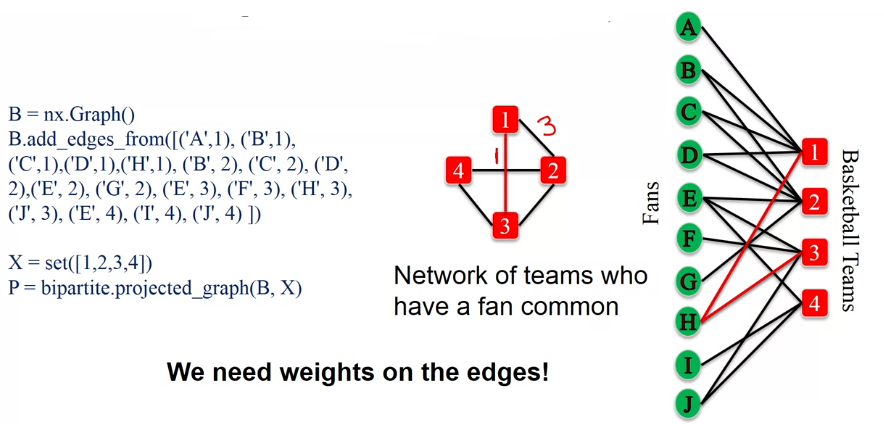 B = nx.Graph()
B.add_edges_from([('A',1), ('B',1),
('C',1),('D',1),('H',1), ('B', 2), ('C', 2), ('D',
2),('E', 2), ('G', 2), ('E', 3), ('F', 3), ('H', 3),
('J', 3), ('E', 4), ('I', 4), ('J', 4) ])
X = set([1,2,3,4])
P = bipartite.projected_graph(B, X)
1
3
1
4
2
3
Network of teams who
have a fan common
We need weights on the edges!
Fans
A
B
C
D
E
F
G
H
I
J
1
2
3
4
Basketball Teams